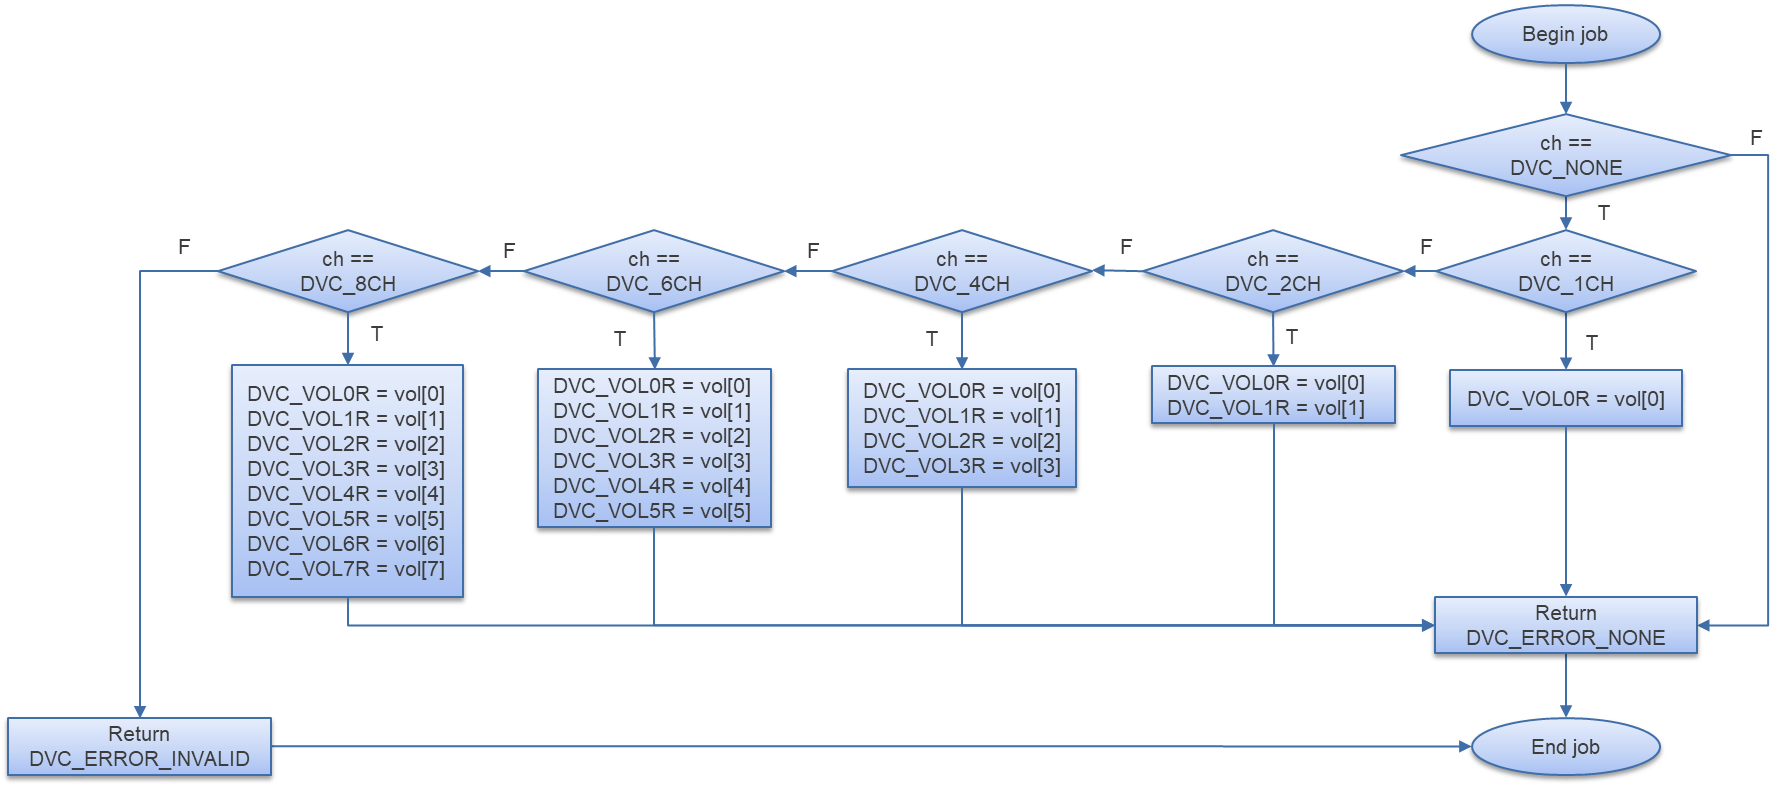 Begin job
ch ==
DVC_NONE
F
T
ch ==
DVC_1CH
F
T
DVC_VOL0R = vol[0]
ch ==
DVC_2CH
F
T
DVC_VOL0R = vol[0]
DVC_VOL1R = vol[1]
ch ==
DVC_4CH
F
T
DVC_VOL0R = vol[0]
DVC_VOL1R = vol[1]
DVC_VOL2R = vol[2]
DVC_VOL3R = vol[3]
ch ==
DVC_6CH
F
T
DVC_VOL0R = vol[0]
DVC_VOL1R = vol[1]
DVC_VOL2R = vol[2]
DVC_VOL3R = vol[3]
DVC_VOL4R = vol[4]
DVC_VOL5R = vol[5]
ch ==
DVC_8CH
F
T
DVC_VOL0R = vol[0]
DVC_VOL1R = vol[1]
DVC_VOL2R = vol[2]
DVC_VOL3R = vol[3]
DVC_VOL4R = vol[4]
DVC_VOL5R = vol[5]
DVC_VOL6R = vol[6]
DVC_VOL7R = vol[7]
Return
DVC_ERROR_NONE
Return
DVC_ERROR_INVALID
End job